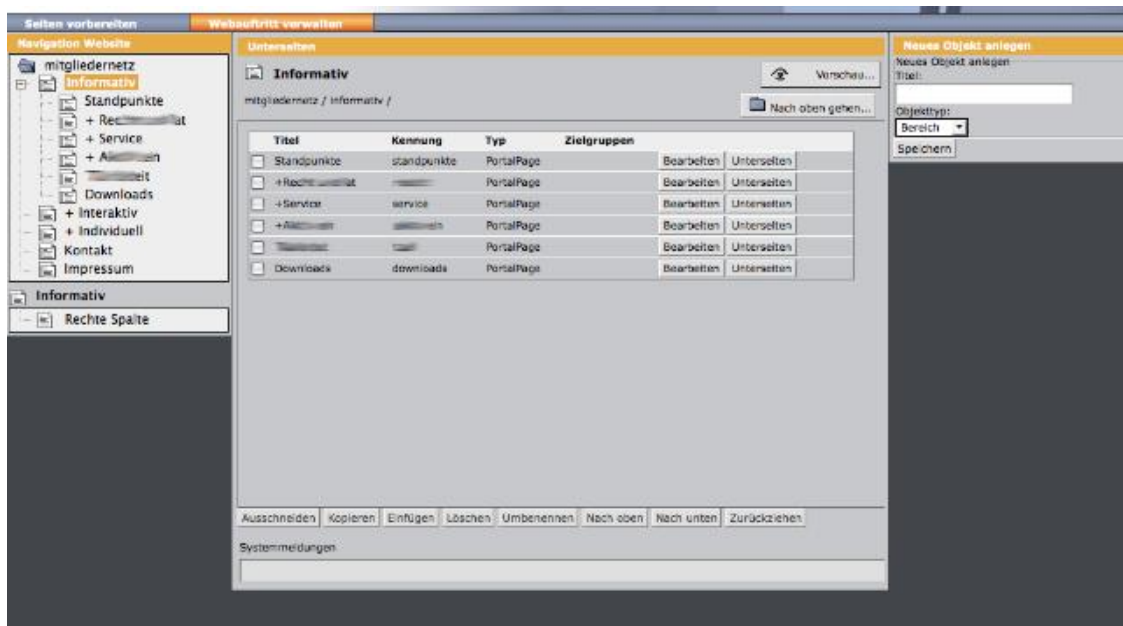 Seiten vorbereiten
Webauftritt verwalten
Navigation Website
mitgliedernetz
Informativ
Standpunkte
+ Service
Downloads
+ Interaktiv
+ Individuell
Kontakt
Impressum
Informativ
Rechte Spalte
Unterseiten
Informativ
Vorschau...
mitgliedernetz / informativ /
Nach oben gehen...
Titel Kennung Typ Zielgruppen
Standpunkte standpunkte PortalPage Bearbeiten Unterseiten
PortalPage Bearbeiten Unterseiten
+Service service PortalPage Bearbeiten Unterseiten
PortalPage Bearbeiten Unterseiten
PortalPage Bearbeiten Unterseiten
Downloads downloads PortalPage Bearbeiten Unterseiten
Ausschneiden Kopieren Einfügen Löschen Umbenennen Nach oben Nach unten Zurückziehen
Systemmeldungen
Neues Objekt anlegen
Neues Objekt anlegen
Titel:
Objekttyp:
Bereich
Speichern